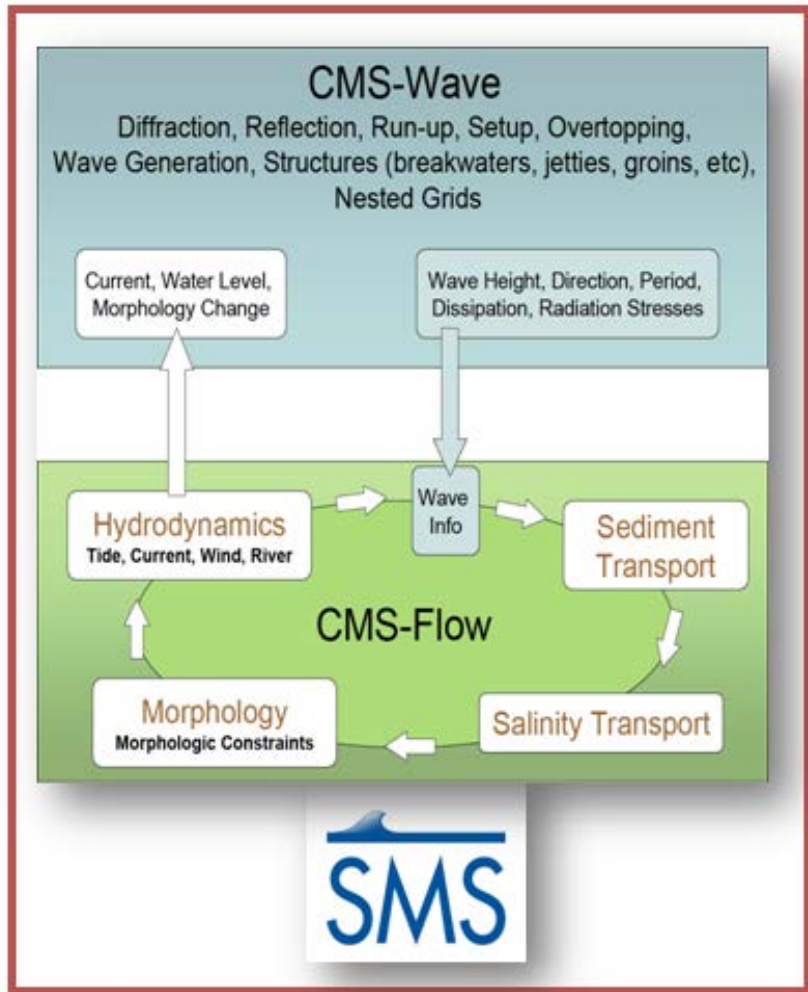 CMS-Wave
Diffraction, Reflection, Run-up, Setup, Overtopping,
Wave Generation, Structures (breakwaters, jetties, groins, etc),
Nested Grids
Current, Water Level,
Morphology Change
Wave Height, Direction, Period,
Dissipation, Radiation Stresses
Hydrodynamics
Tide, Current, Wind, River
Wave
Info
Sediment
Transport
CMS-Flow
Morphology
Morphologic Constraints
Salinity Transport
SMS